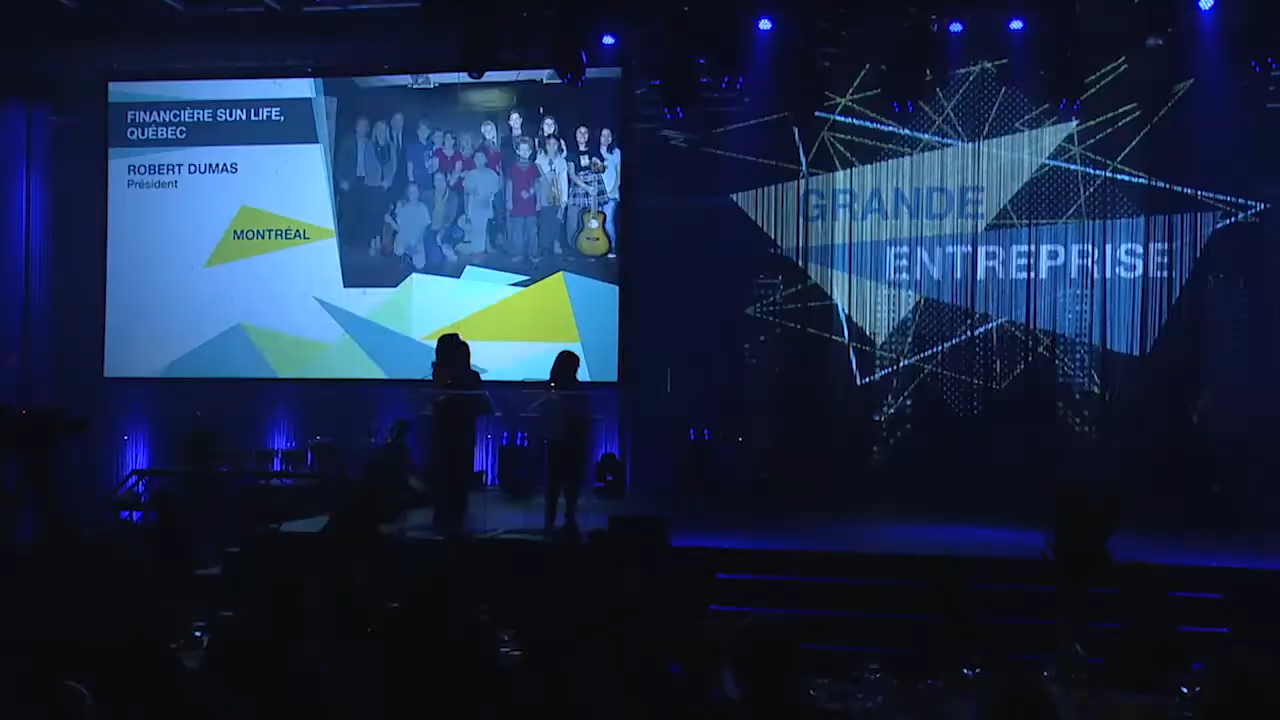 FINANCIÈRE SUN LIFE,
QUÉBEC
ROBERT DUMAS
Président
MONTRÉAL
GRANDE
ENTREPRISE